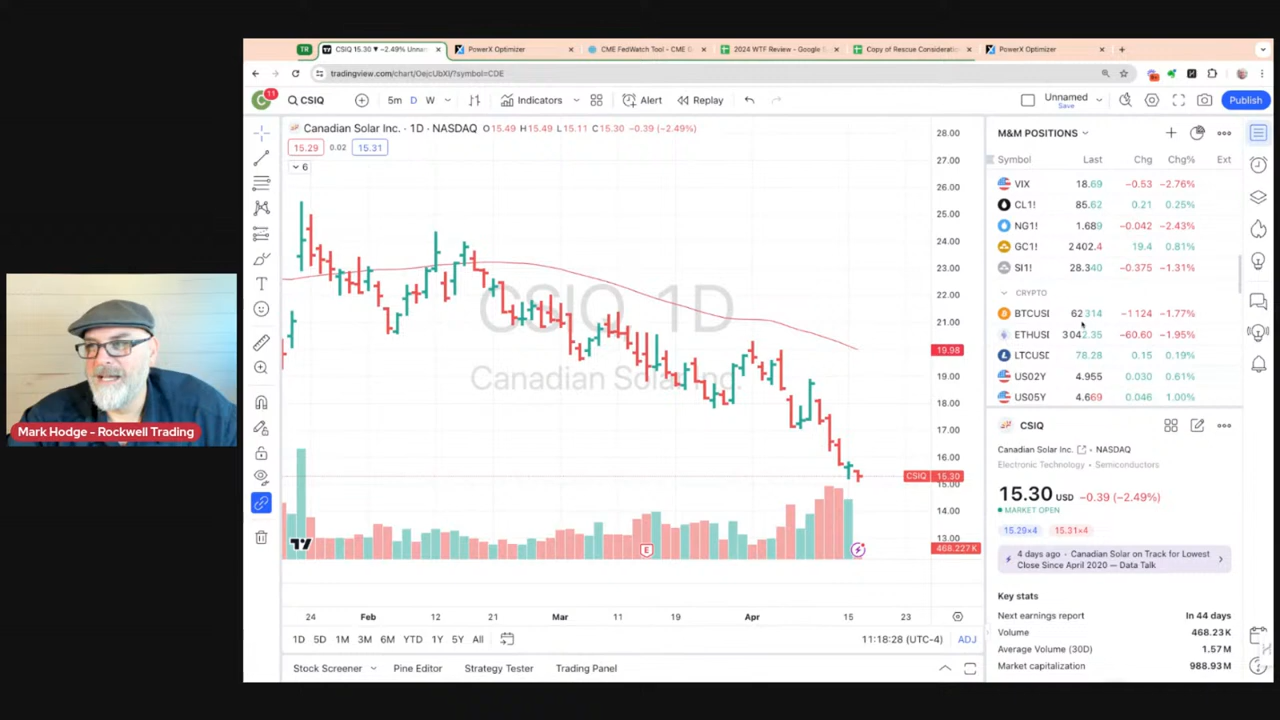 TR CSIQ 15.30 ▼ −2.49% Unna PowerX Optimizer CME FedWatch Tool - CME G 2024 WTF Review - Google S Copy of Rescue Consideratio PowerX Optimizer
tradingview.com/chart/OejcUbXI/?symbol=CDE
11 CSIQ 5m D W Indicators Alert Replay Unnamed Save Publish
Canadian Solar Inc. · 1D · NASDAQ O15.49 H15.49 L15.11 C15.30 −0.39 (−2.49%)
15.29 0.02 15.31
6
CSIQ, 1D
Canadian Solar Inc.
28.00
27.00
26.00
25.00
24.00
23.00
22.00
21.00
19.98
19.00
18.00
17.00
16.00
CSIQ 15.30
15.00
14.00
13.00
468.227K
E
24 Feb 12 21 Mar 11 19 Apr 15 23
1D 5D 1M 3M 6M YTD 1Y 5Y All 11:18:28 (UTC-4) ADJ
Stock Screener Pine Editor Strategy Tester Trading Panel
M&M POSITIONS
Symbol Last Chg Chg% Ext
VIX 18.69 −0.53 −2.76%
CL1! 85.62 0.21 0.25%
NG1! 1.689 −0.042 −2.43%
GC1! 2402.4 19.4 0.81%
SI1! 28.340 −0.375 −1.31%
CRYPTO
BTCUSI 62314 −1124 −1.77%
ETHUSI 3042.35 −60.60 −1.95%
LTCUSI 78.28 0.15 0.19%
US02Y 4.955 0.030 0.61%
US05Y 4.669 0.046 1.00%
CSIQ
Canadian Solar Inc. • NASDAQ
Electronic Technology • Semiconductors
15.30 USD −0.39 (−2.49%)
MARKET OPEN
15.29×4 15.31×4
4 days ago · Canadian Solar on Track for Lowest
Close Since April 2020 — Data Talk
Key stats
Next earnings report In 44 days
Volume 468.23K
Average Volume (30D) 1.57M
Market capitalization 988.93M
Mark Hodge - Rockwell Trading